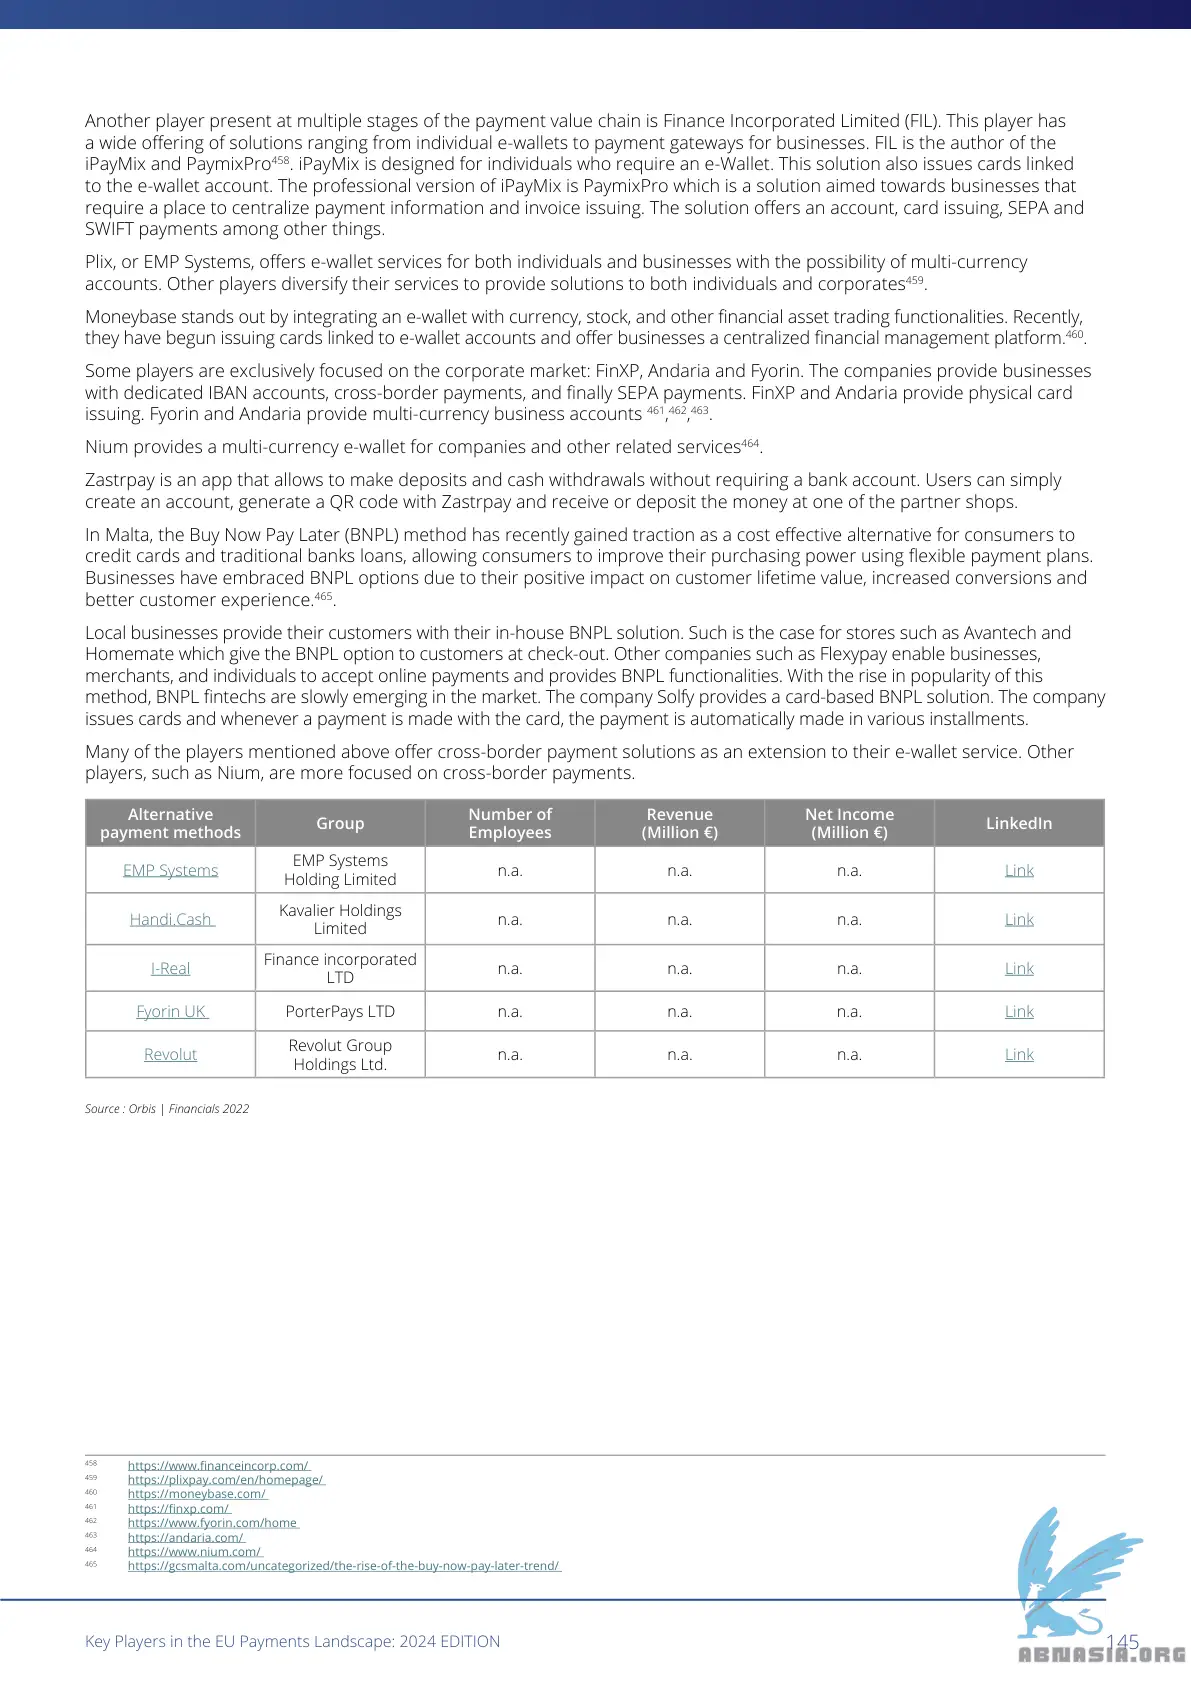 Another player present at multiple stages of the payment value chain is Finance Incorporated Limited (FIL). This player has
a wide offering of solutions ranging from individual e-wallets to payment gateways for businesses. FIL is the author of the
iPayMix and PaymixPro458. iPayMix is designed for individuals who require an e-Wallet. This solution also issues cards linked
to the e-wallet account. The professional version of iPayMix is PaymixPro which is a solution aimed towards businesses that
require a place to centralize payment information and invoice issuing. The solution offers an account, card issuing, SEPA and
SWIFT payments among other things.
Plix, or EMP Systems, offers e-wallet services for both individuals and businesses with the possibility of multi-currency
accounts. Other players diversify their services to provide solutions to both individuals and corporates459.
Moneybase stands out by integrating an e-wallet with currency, stock, and other financial asset trading functionalities. Recently,
they have begun issuing cards linked to e-wallet accounts and offer businesses a centralized financial management platform.460.
Some players are exclusively focused on the corporate market: FinXP, Andaria and Fyorin. The companies provide businesses
with dedicated IBAN accounts, cross-border payments, and finally SEPA payments. FinXP and Andaria provide physical card
issuing. Fyorin and Andaria provide multi-currency business accounts 461,462,463.
Nium provides a multi-currency e-wallet for companies and other related services464.
Zastrpay is an app that allows to make deposits and cash withdrawals without requiring a bank account. Users can simply
create an account, generate a QR code with Zastrpay and receive or deposit the money at one of the partner shops.
In Malta, the Buy Now Pay Later (BNPL) method has recently gained traction as a cost effective alternative for consumers to
credit cards and traditional banks loans, allowing consumers to improve their purchasing power using flexible payment plans.
Businesses have embraced BNPL options due to their positive impact on customer lifetime value, increased conversions and
better customer experience.465.
Local businesses provide their customers with their in-house BNPL solution. Such is the case for stores such as Avantech and
Homemate which give the BNPL option to customers at check-out. Other companies such as Flexypay enable businesses,
merchants, and individuals to accept online payments and provides BNPL functionalities. With the rise in popularity of this
method, BNPL fintechs are slowly emerging in the market. The company Solfy provides a card-based BNPL solution. The company
issues cards and whenever a payment is made with the card, the payment is automatically made in various installments.
Many of the players mentioned above offer cross-border payment solutions as an extension to their e-wallet service. Other
players, such as Nium, are more focused on cross-border payments.
Alternative payment methods | Group | Number of Employees | Revenue (Million €) | Net Income (Million €) | LinkedIn
EMP Systems | EMP Systems Holding Limited | n.a. | n.a. | n.a. | Link
Handi.Cash | Kavalier Holdings Limited | n.a. | n.a. | n.a. | Link
I-Real | Finance incorporated LTD | n.a. | n.a. | n.a. | Link
Fyorin UK | PorterPays LTD | n.a. | n.a. | n.a. | Link
Revolut | Revolut Group Holdings Ltd. | n.a. | n.a. | n.a. | Link
Source : Orbis | Financials 2022
458 https://www.financeincorp.com/
459 https://plixpay.com/en/homepage/
460 https://moneybase.com/
461 https://finxp.com/
462 https://www.fyorin.com/home
463 https://andaria.com/
464 https://www.nium.com/
465 https://gcsmalta.com/uncategorized/the-rise-of-the-buy-now-pay-later-trend/
Key Players in the EU Payments Landscape: 2024 EDITION
145
ABNASIA.ORG